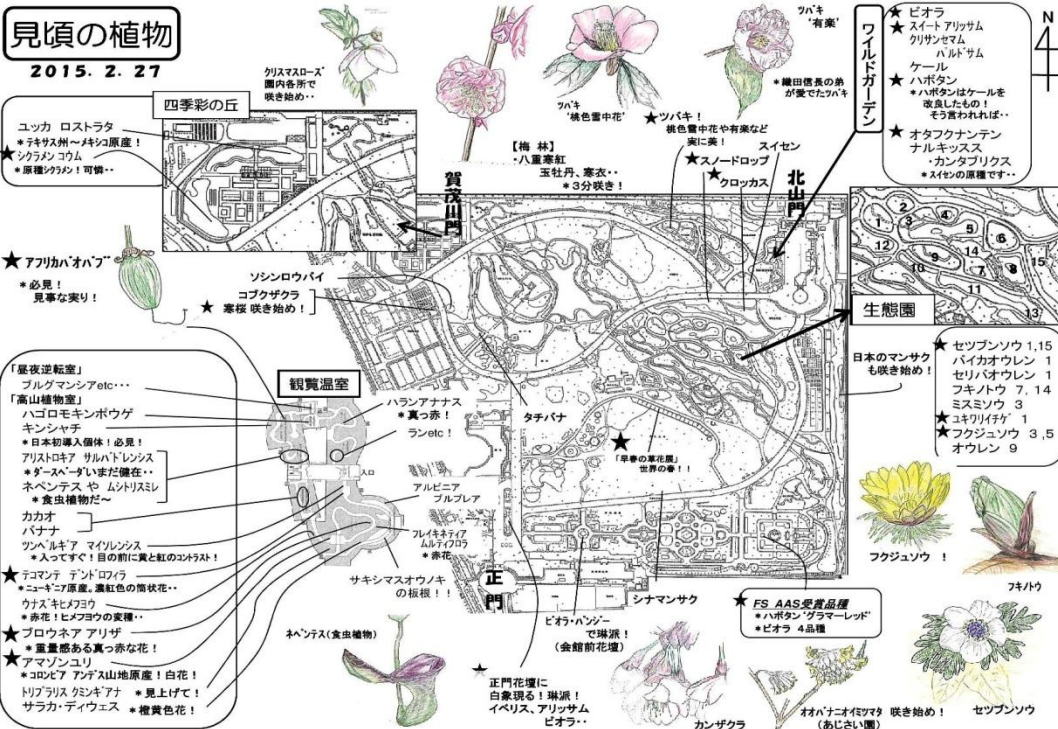 見頃の植物
2015. 2. 27
クリスマスローズ
園内各所で
咲き始め・・
ツバキ
'桃色雪中花'
ツバキ
'有楽'
*織田信長の弟
が愛でたツバキ
【梅 林】
・八重寒紅
玉牡丹、寒衣・・
*3分咲き!
★ツバキ!
桃色雪中花や有楽など
実に美!
★スノードロップ
★クロッカス
スイセン
賀茂川門
北山門
ワイルドガーデン
★ビオラ
★スイートアリッサム
クリサンセマム
パルドサム
ケール
★ハボタン
*ハボタンはケールを
改良したもの!
そう言われれば・・
★オタフクナンテン
ナルキッスス
・カンタブリクス
*スイセンの原種です・・
N
四季彩の丘
ユッカ ロストラタ
*テキサス州～メキシコ原産!
★シクラメン コウム
*原種シクラメン!可憐・・
★アフリカバオバブ
*必見!
見事な実り!
ソシンロウバイ
コブクザクラ
★寒桜 咲き始め!
1
2
3
4
5
6
7
8
9
10
11
12
13
14
15
生態園
日本のマンサク
も咲き始め!
★セツブンソウ 1,15
バイカオウレン 1
セリバオウレン 1
フキノトウ 7, 14
ミスミソウ 3
★ユキワリイチゲ 1
★フクジュソウ 3,5
オウレン 9
観覧温室
「昼夜逆転室」
ブルグマンシアetc・・・
「高山植物室」
ハゴロモキンポウゲ
キンシャチ
*日本初導入個体!必見!
アリストロキア サルバドレンシス
*ダースベーダいまだ健在・・
ネペンテス や ムシトリスミレ
*食虫植物だ～
カカオ
バナナ
ツンベルギア マイソレンシス
*入ってすぐ!目の前に黄と紅のコントラスト!
★テコマンテ デンドロフィラ
*ニューギニア原産。濃紅色の筒状花・・
ウナズキヒメフヨウ
*赤花!ヒメフヨウの変種・・
★ブロウネア アリザ
*重量感ある真っ赤な花!
★アマゾンユリ
*コロンビア アンデス山地原産!白花!
トリプラリス クミンギアナ *見上げて!
サラカ・ディウェス *橙黄色花!
ハランアナナス
*真っ赤!
ランetc!
入口
アルピニア
プルプレア
フレイキネティア
ムルティフロラ
*赤花
サキシマスオウノキ
の板根!!
タチバナ
★
「早春の草花展」
世界の春!!
正門
シナマンサク
ビオラ・パンジー
で琳派!
(会館前花壇)
★FS AAS受賞品種
*ハボタン'グラマーレッド'
*ビオラ 4品種
フクジュソウ !
フキノトウ
ネペンテス(食虫植物)
★正門花壇に
白象現る!琳派!
イベリス、アリッサム
ビオラ・・
カンザクラ
オオバナミツマタ 咲き始め!
(あじさい園)
セツブンソウ